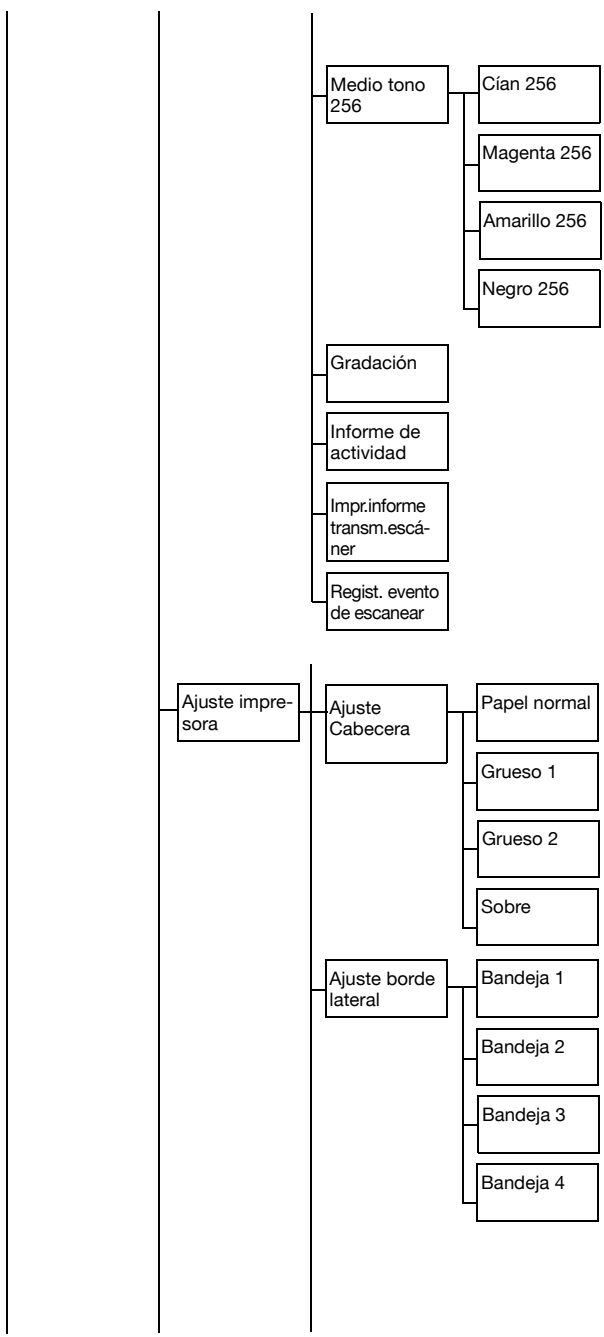 Medio tono
256
Cían 256
Magenta 256
Amarillo 256
Negro 256
Gradación
Informe de
actividad
Impr.informe
transm.escá-
ner
Regist. evento
de escanear
Ajuste impre-
sora
Ajuste
Cabecera
Papel normal
Grueso 1
Grueso 2
Sobre
Ajuste borde
lateral
Bandeja 1
Bandeja 2
Bandeja 3
Bandeja 4